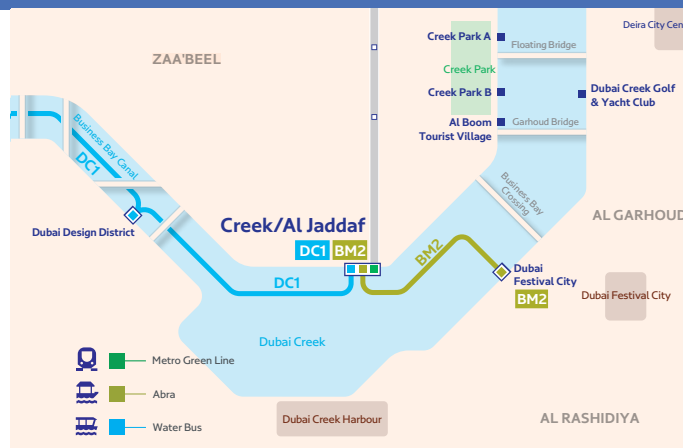 Deira City Cen
Creek Park A
Floating Bridge
ZAA'BEEL
Creek Park
Creek Park B
Dubai Creek Golf
& Yacht Club
Al Boom
Tourist Village
Garhoud Bridge
Business Bay Canal
DC1
Business Bay
Crossing
AL GARHOUD
Dubai Design District
Creek/Al Jaddaf
DC1 BM2
BM2
DC1
Dubai
Festival City
BM2
Dubai Festival City
Dubai Creek
Metro Green Line
Abra
Water Bus
Dubai Creek Harbour
AL RASHIDIYA